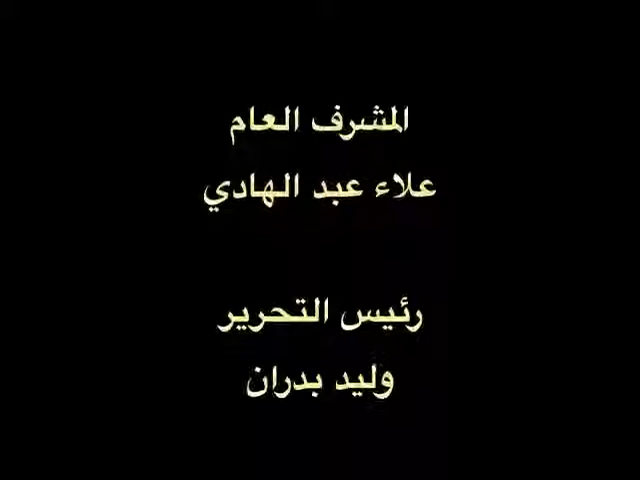 المشرف العام
علاء عبد الهادي
رئيس التحرير
وليد بدران